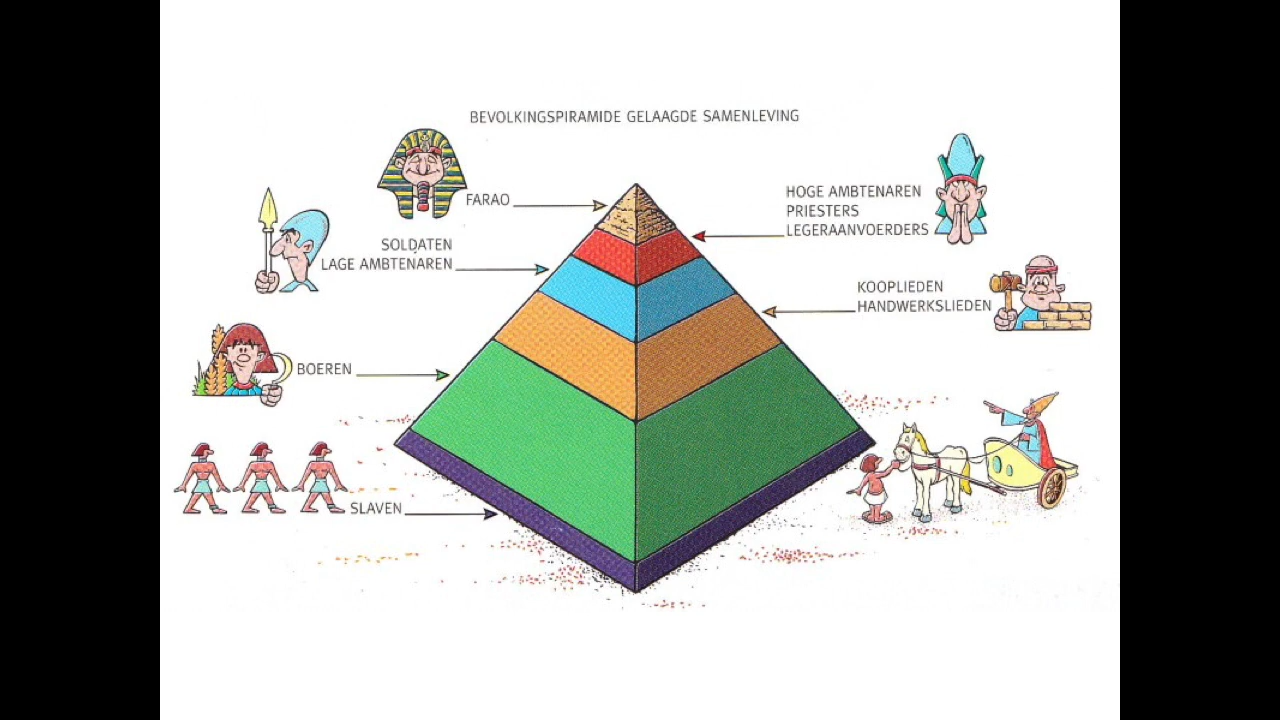 BEVOLKINGSPIRAMIDE GELAAGDE SAMENLEVING
FARAO
HOGE AMBTENAREN
PRIESTERS
LEGERAANVOERDERS
SOLDATEN
LAGE AMBTENAREN
KOOPLIEDEN
HANDWERKSLIEDEN
BOEREN
SLAVEN